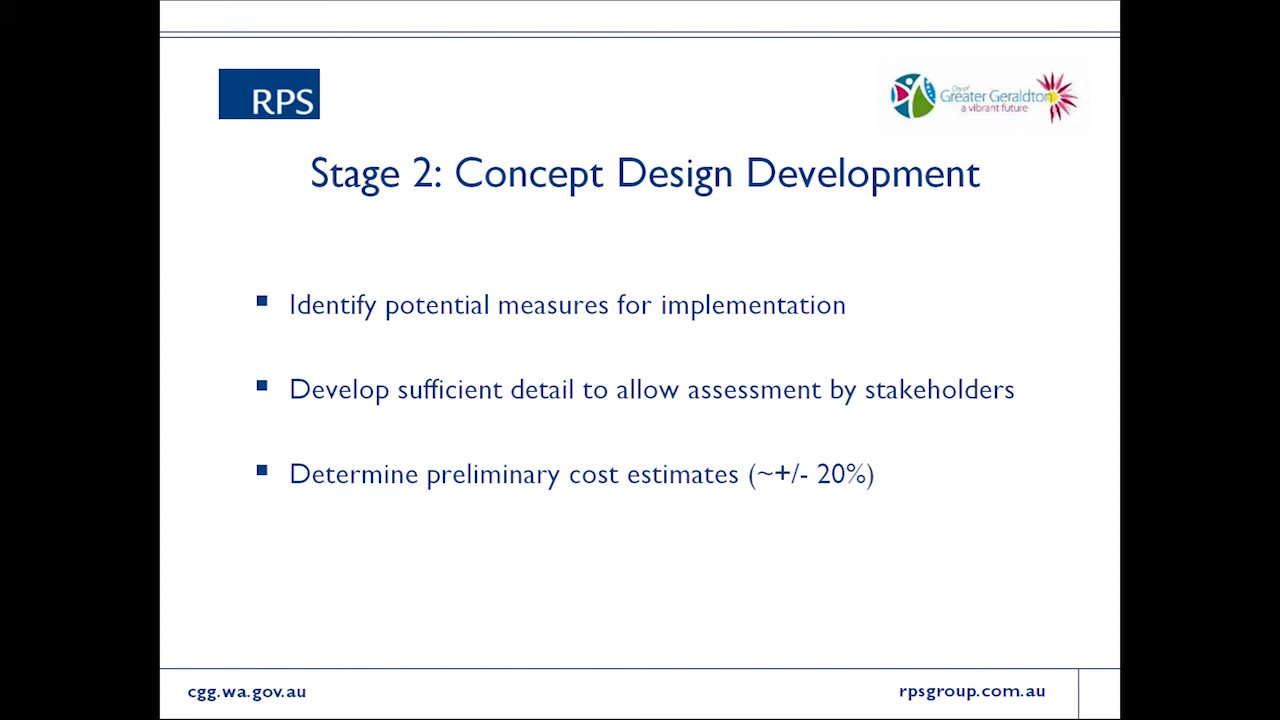 RPS
City of
Greater Geraldton
a vibrant future
Stage 2: Concept Design Development
Identify potential measures for implementation
Develop sufficient detail to allow assessment by stakeholders
Determine preliminary cost estimates (~+/- 20%)
cgg.wa.gov.au
rpsgroup.com.au